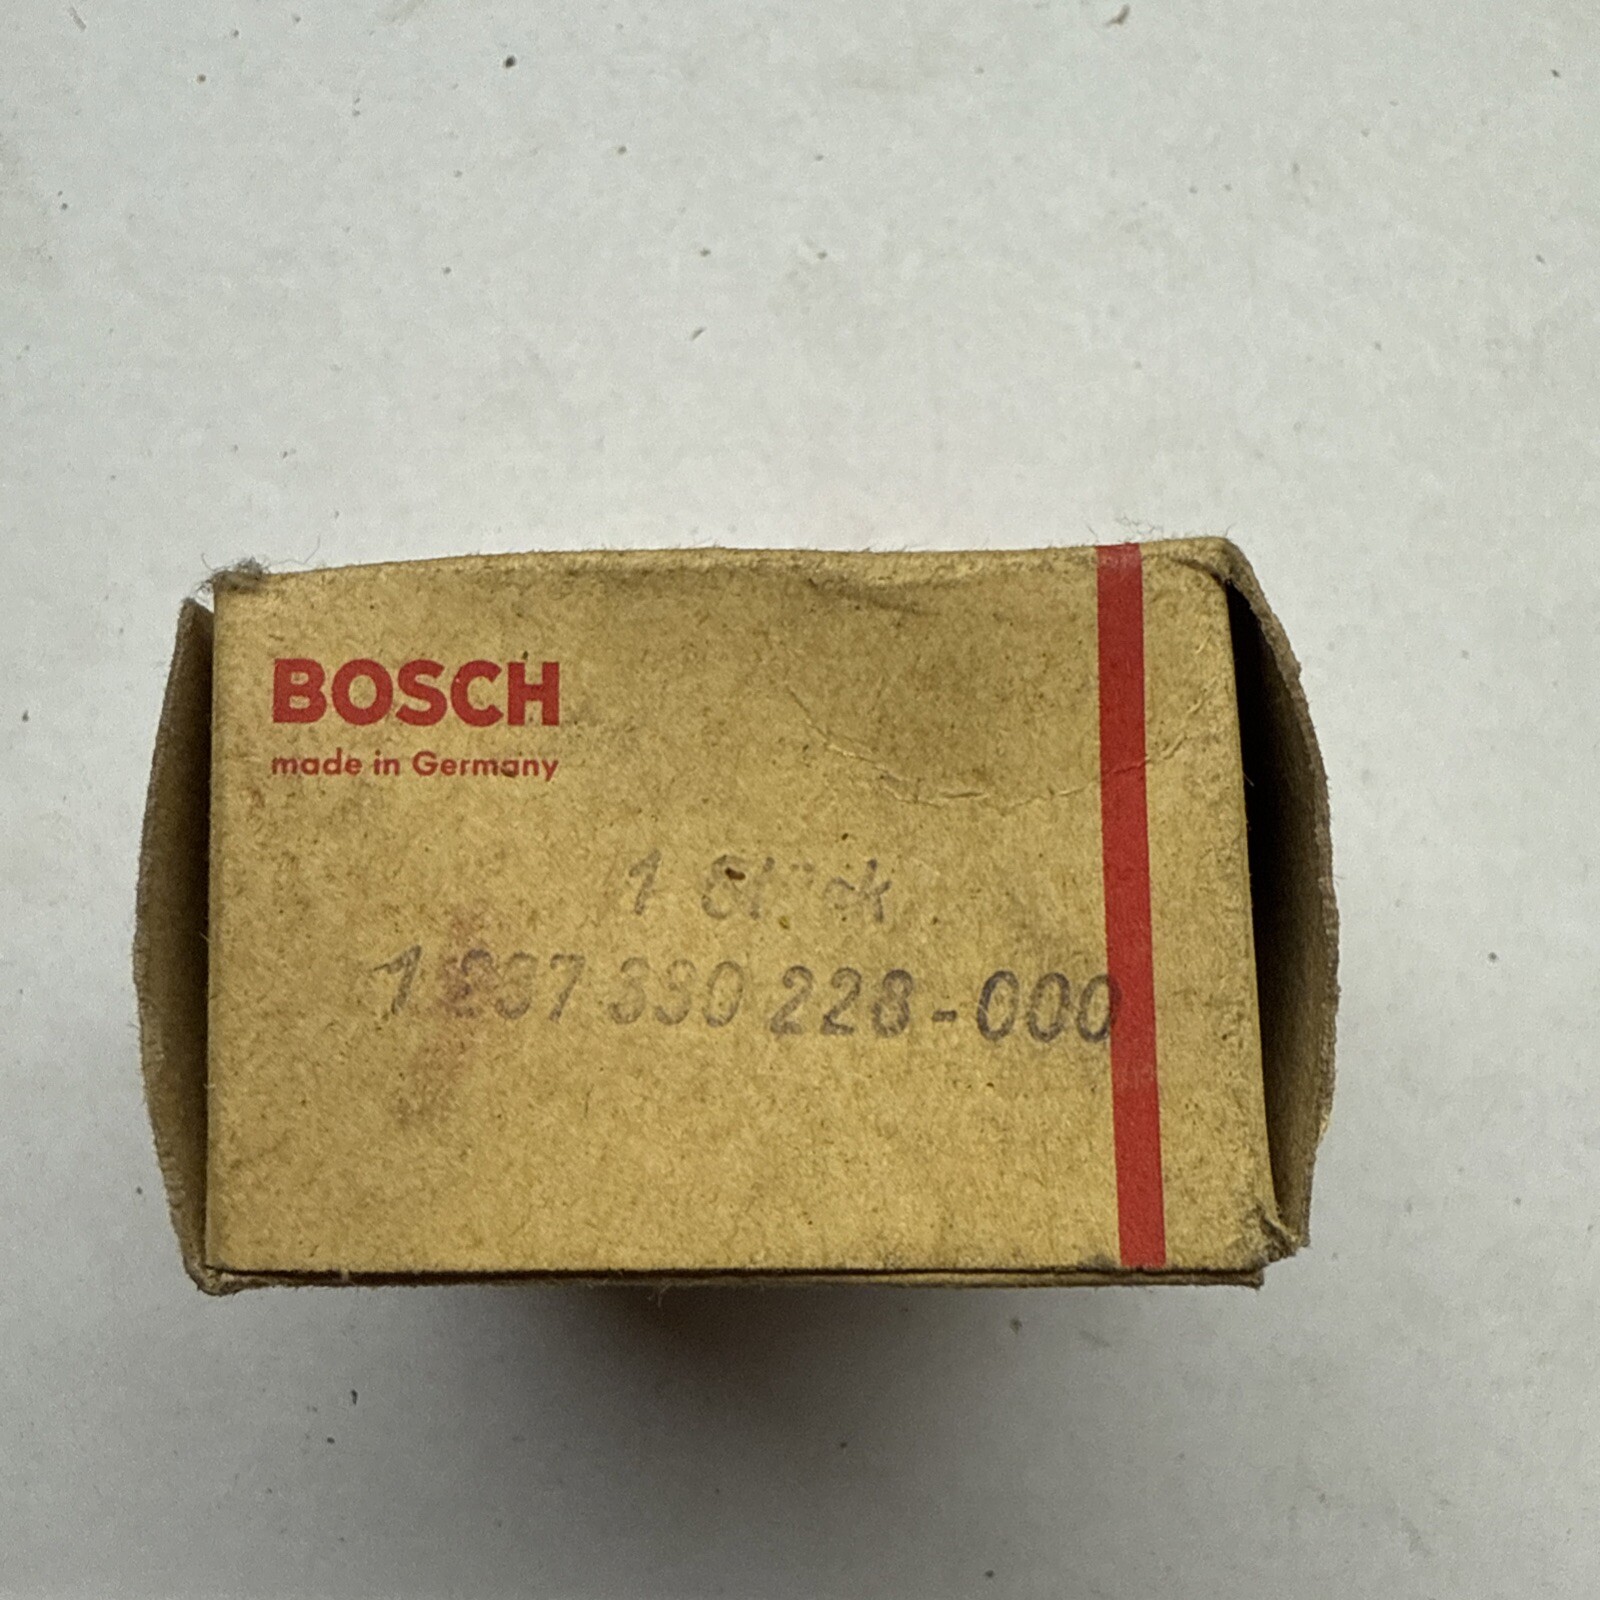 BOSCH
made in Germany
1 Stück
1 237 330 228-000